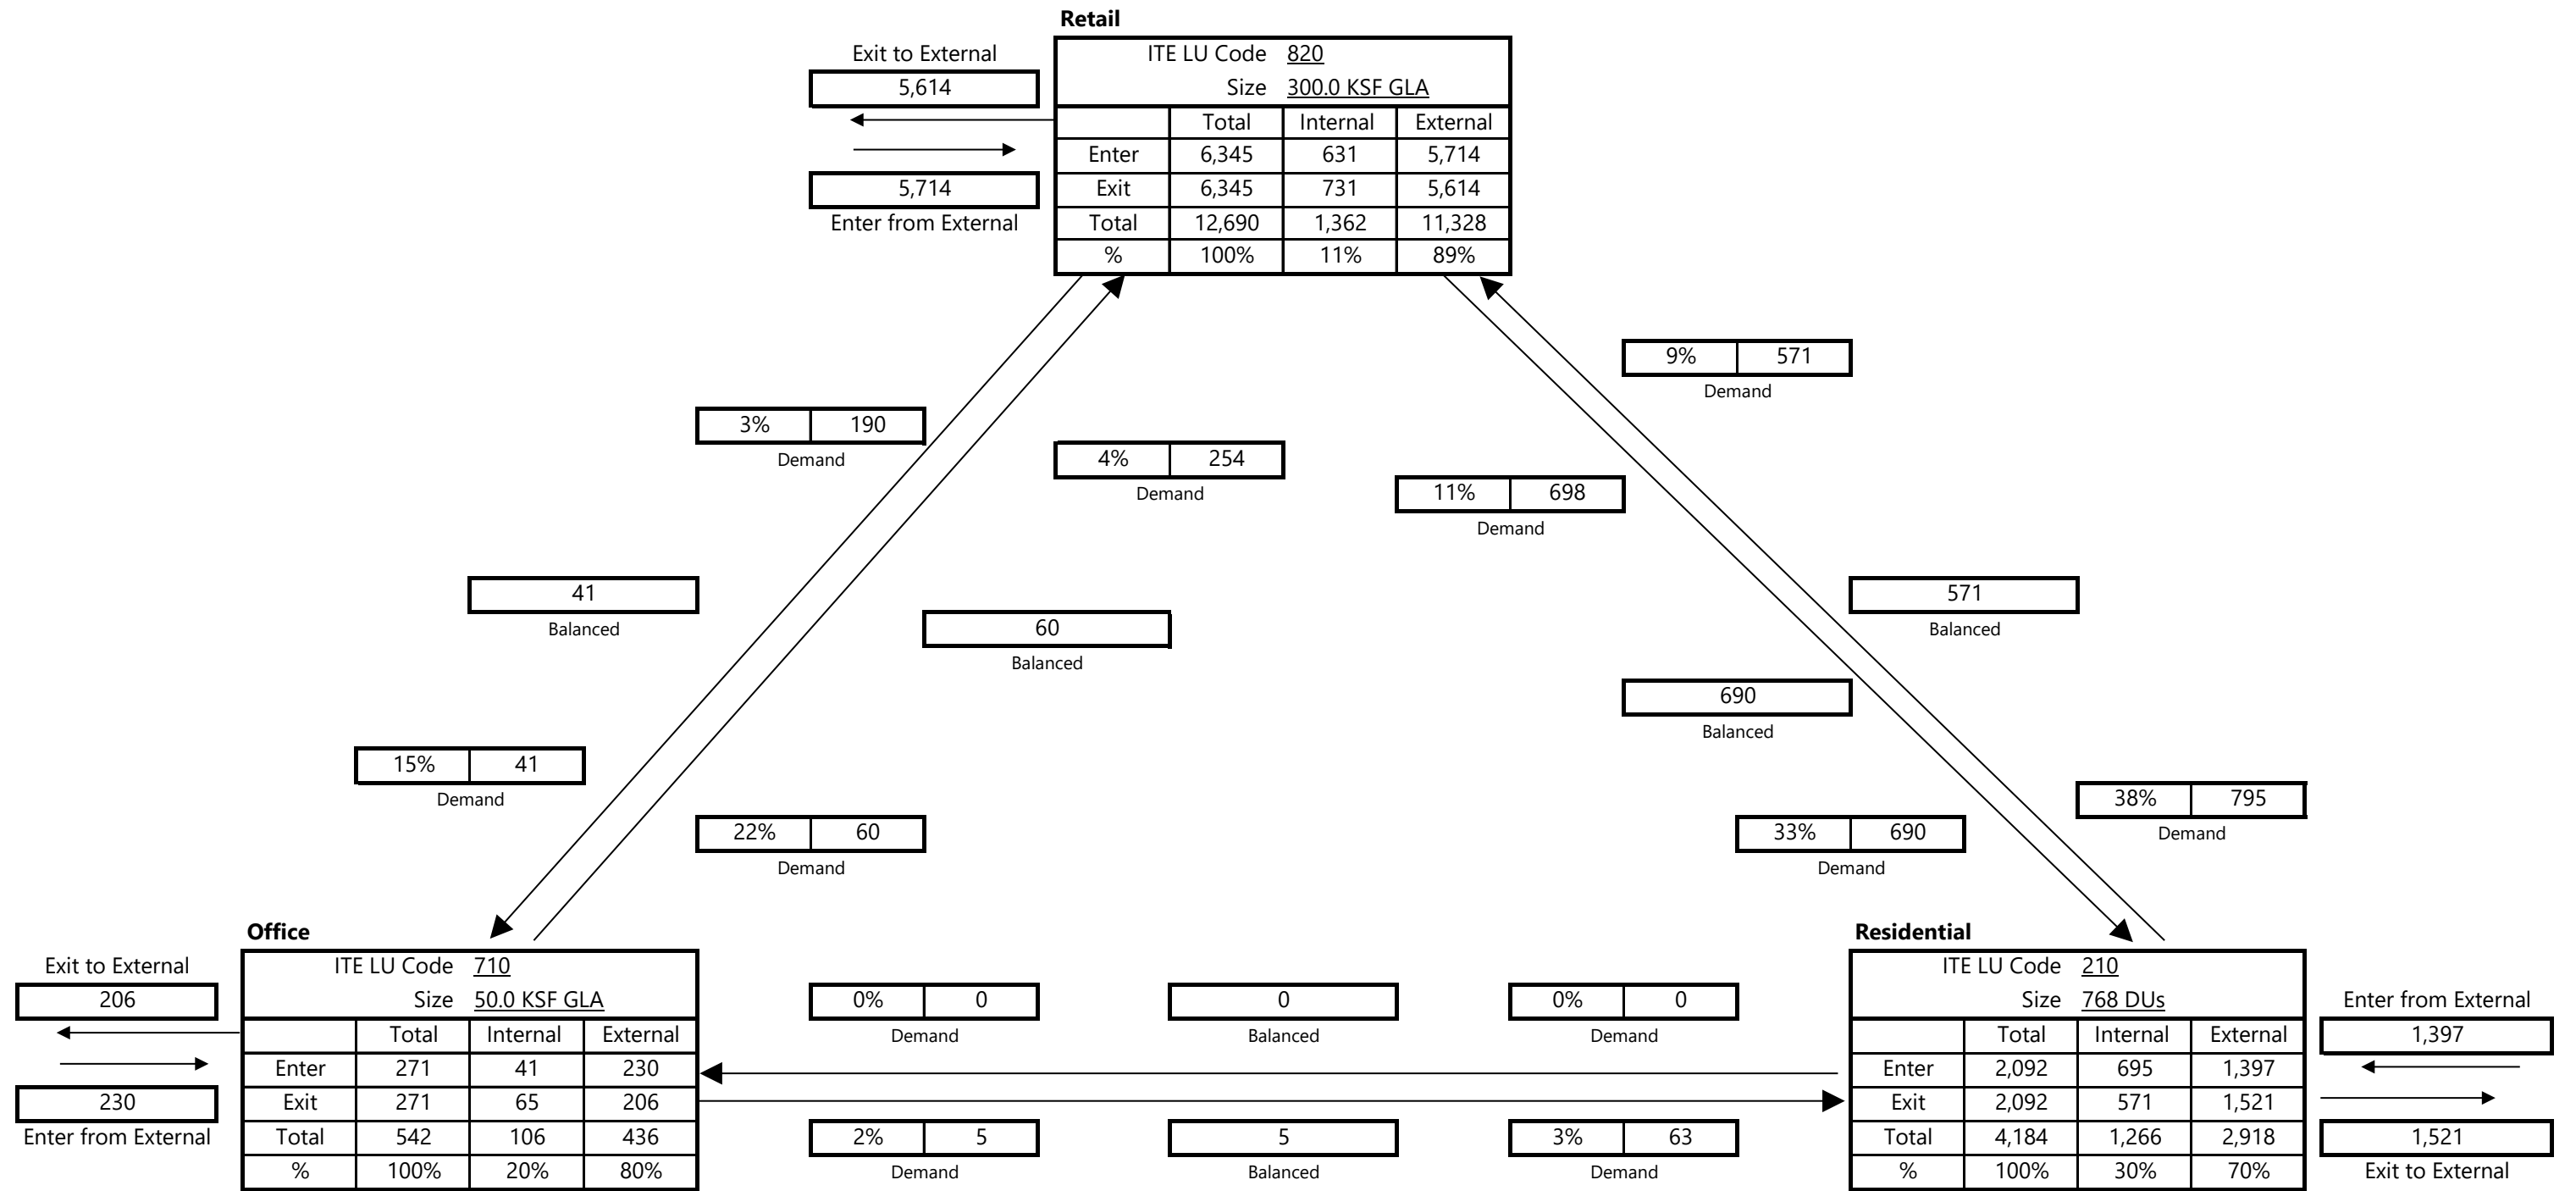 Retail
ITE LU Code 820
Size 300.0 KSF GLA
Total Internal External
Enter 6,345 631 5,714
Exit 6,345 731 5,614
Total 12,690 1,362 11,328
% 100% 11% 89%
Exit to External
5,614
5,714
Enter from External
9% 571
Demand
3% 190
Demand
4% 254
Demand
11% 698
Demand
41
Balanced
60
Balanced
571
Balanced
690
Balanced
15% 41
Demand
22% 60
Demand
33% 690
Demand
38% 795
Demand
Office
ITE LU Code 710
Size 50.0 KSF GLA
Total Internal External
Enter 271 41 230
Exit 271 65 206
Total 542 106 436
% 100% 20% 80%
Exit to External
206
230
Enter from External
0% 0
Demand
0
Balanced
0% 0
Demand
2% 5
Demand
5
Balanced
3% 63
Demand
Residential
ITE LU Code 210
Size 768 DUs
Total Internal External
Enter 2,092 695 1,397
Exit 2,092 571 1,521
Total 4,184 1,266 2,918
% 100% 30% 70%
Enter from External
1,397
1,521
Exit to External